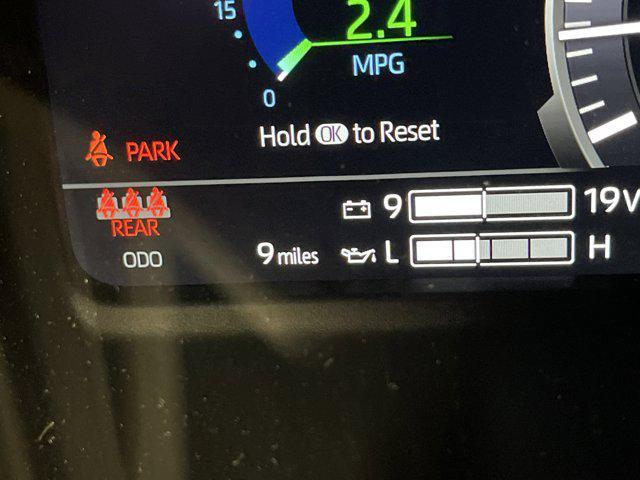 15
2.4
MPG
0
Hold OK to Reset
PARK
REAR
9 19V
ODO 9 miles L H